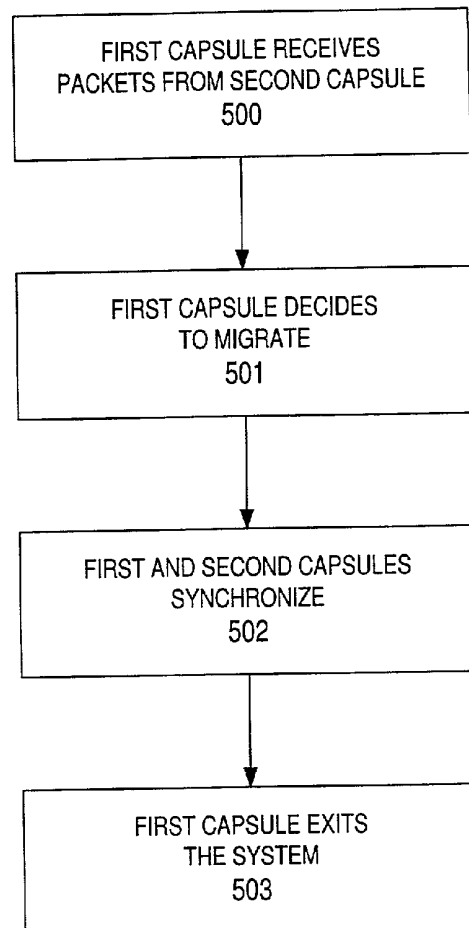 FIRST CAPSULE RECEIVES
PACKETS FROM SECOND CAPSULE
500
FIRST CAPSULE DECIDES
TO MIGRATE
501
FIRST AND SECOND CAPSULES
SYNCHRONIZE
502
FIRST CAPSULE EXITS
THE SYSTEM
503